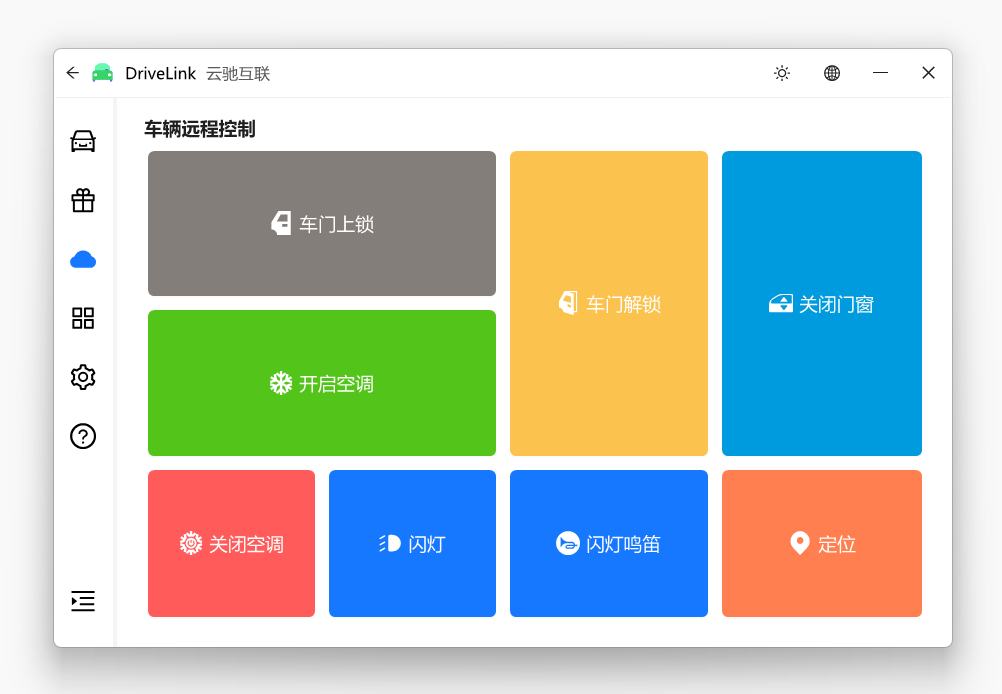 DriveLink 云驰互联
车辆远程控制
车门上锁
车门解锁
关闭门窗
开启空调
关闭空调
闪灯
闪灯鸣笛
定位